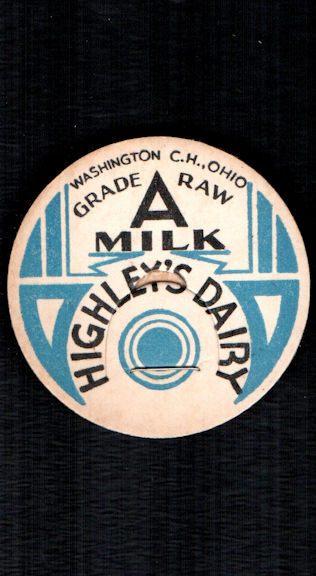 WASHINGTON C.H., OHIO
GRADE A RAW
MILK
HIGHLEY'S DAIRY